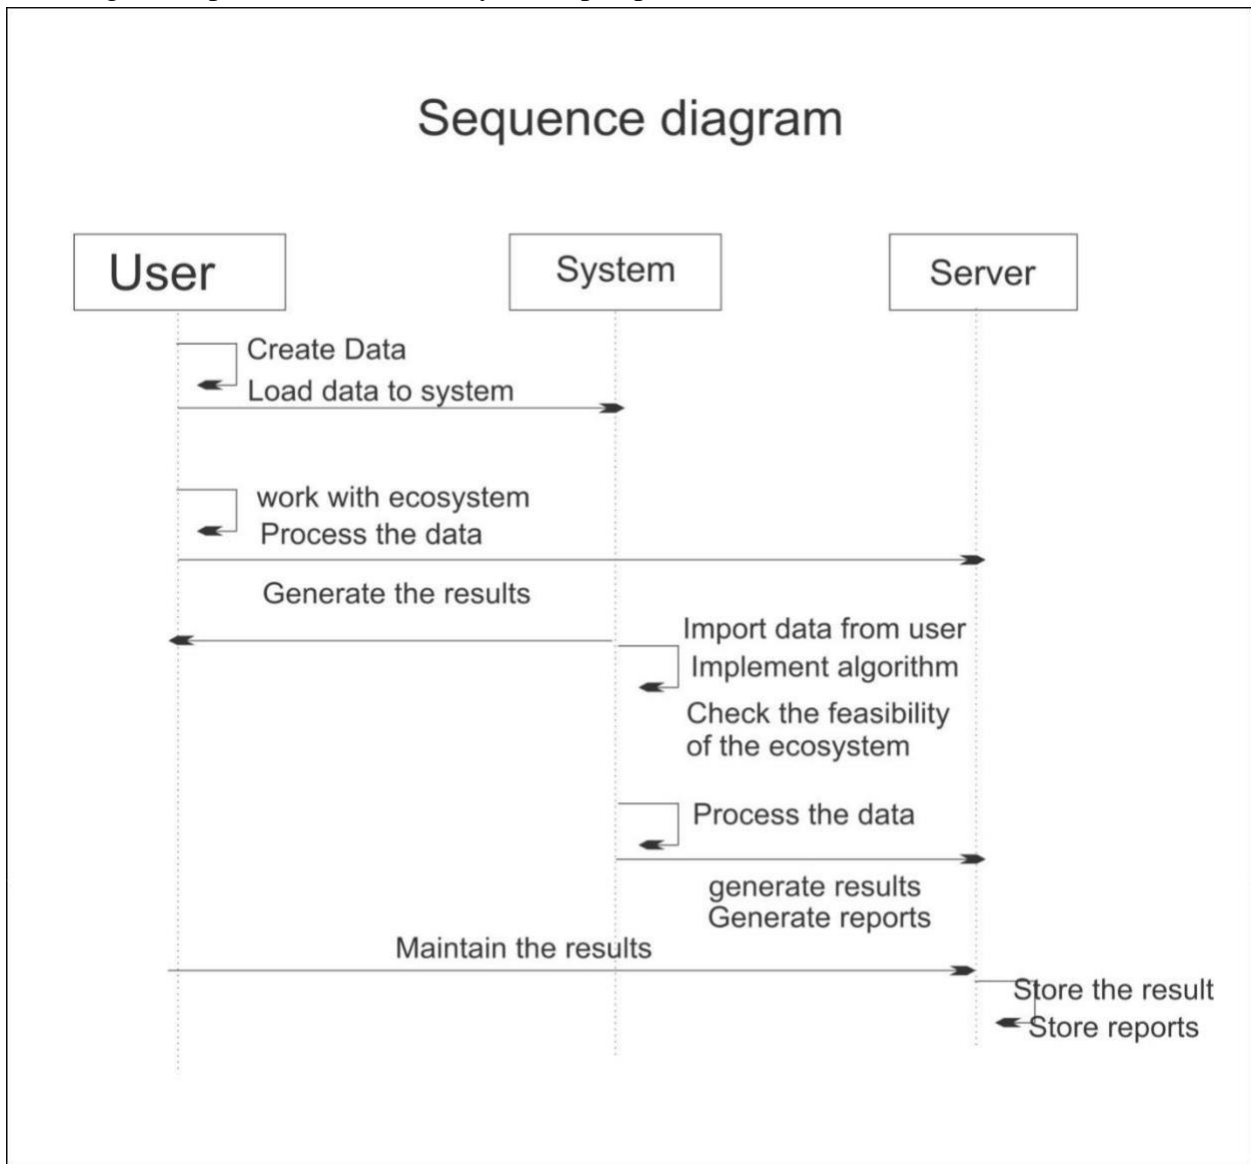 Sequence diagram
User
System
Server
Create Data
Load data to system
work with ecosystem
Process the data
Generate the results
Import data from user
Implement algorithm
Check the feasibility
of the ecosystem
Process the data
generate results
Generate reports
Maintain the results
Store the result
Store reports